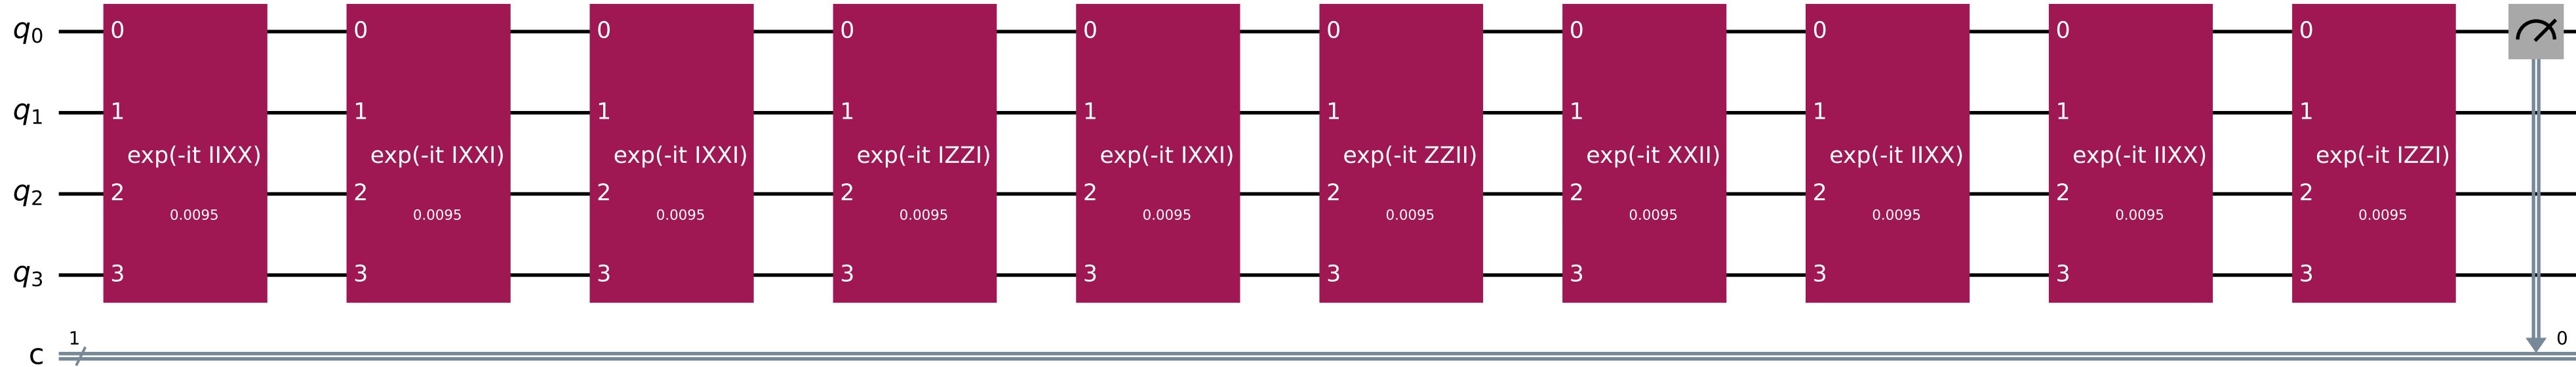 q0 0 0 0 0 0 0 0 0 0 0
q1 1 1 1 1 1 1 1 1 1 1
exp(-it IIXX) exp(-it IXXI) exp(-it IXXI) exp(-it IZZI) exp(-it IXXI) exp(-it ZZII) exp(-it XXII) exp(-it IIXX) exp(-it IIXX) exp(-it IZZI)
q2 2 2 2 2 2 2 2 2 2 2
0.0095 0.0095 0.0095 0.0095 0.0095 0.0095 0.0095 0.0095 0.0095 0.0095
q3 3 3 3 3 3 3 3 3 3 3
1 0
c